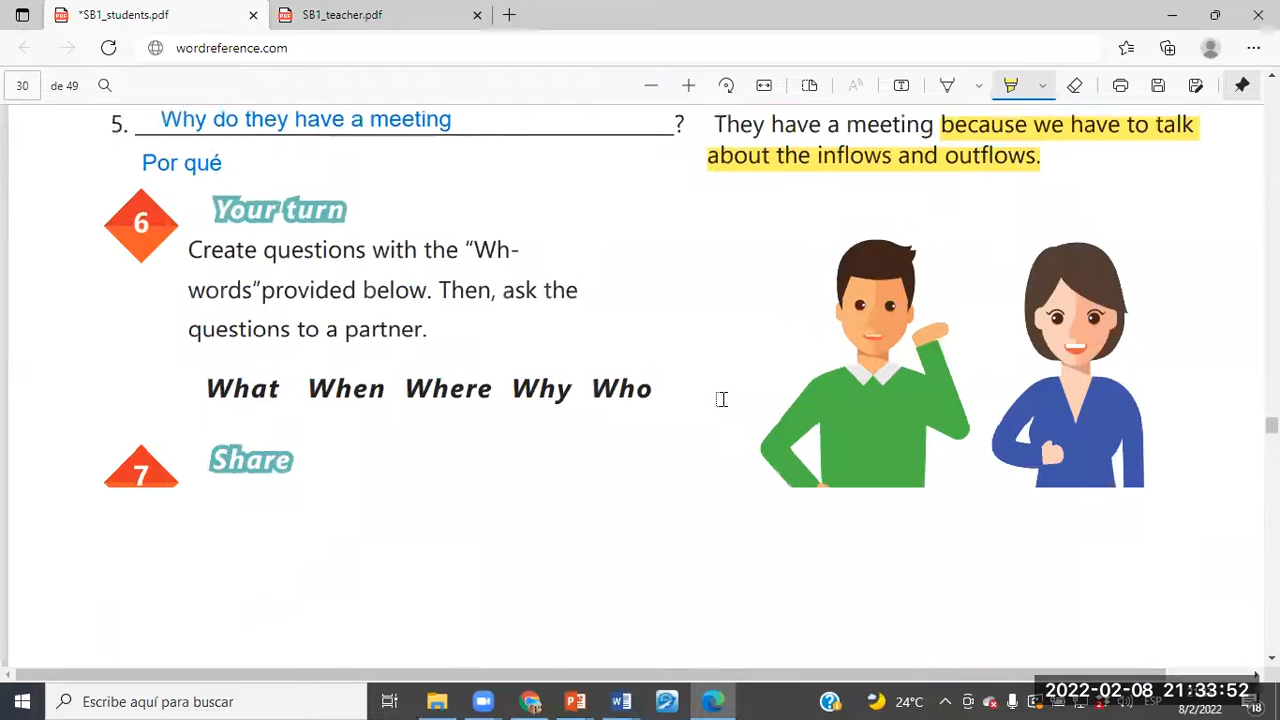 *SB1_students.pdf
SB1_teacher.pdf
wordreference.com
30 de 49
5. Why do they have a meeting ? They have a meeting because we have to talk
about the inflows and outflows.
Por qué
6 Your turn
Create questions with the “Wh-
words“provided below. Then, ask the
questions to a partner.
What When Where Why Who
7 Share
Escribe aquí para buscar
24°C
ESP
2022-02-08 21:33:52
8/2/2022
18